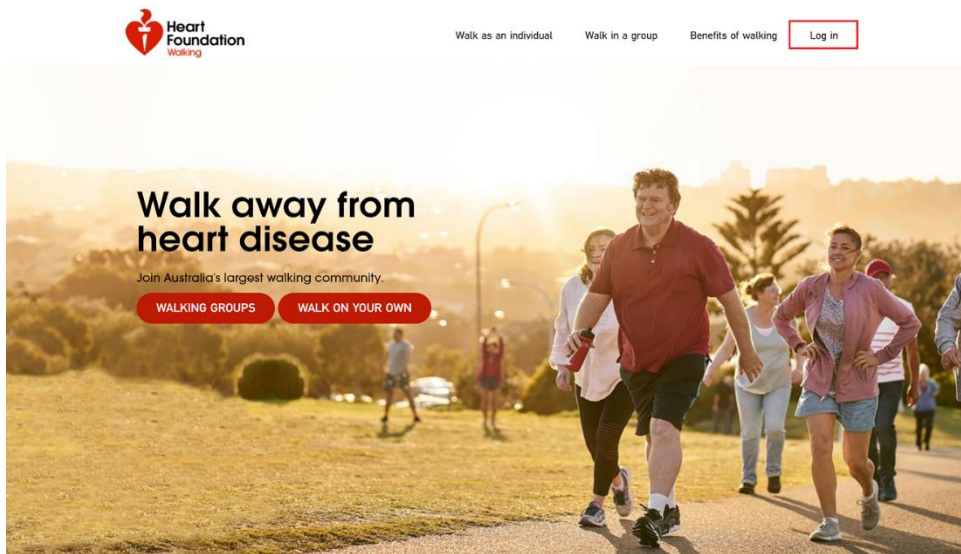 Heart
Foundation
Walking
Walk as an individual
Walk in a group
Benefits of walking
Log in
Walk away from
heart disease
Join Australia's largest walking community.
WALKING GROUPS
WALK ON YOUR OWN